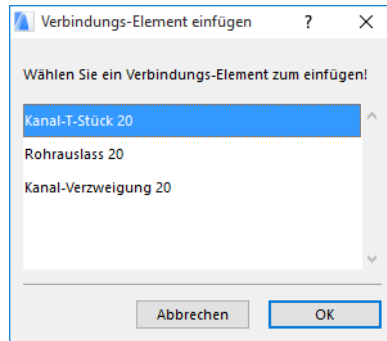 Verbindungs-Element einfügen ? X
Wählen Sie ein Verbindungs-Element zum einfügen!
Kanal-T-Stück 20
Rohrauslass 20
Kanal-Verzweigung 20
Abbrechen OK